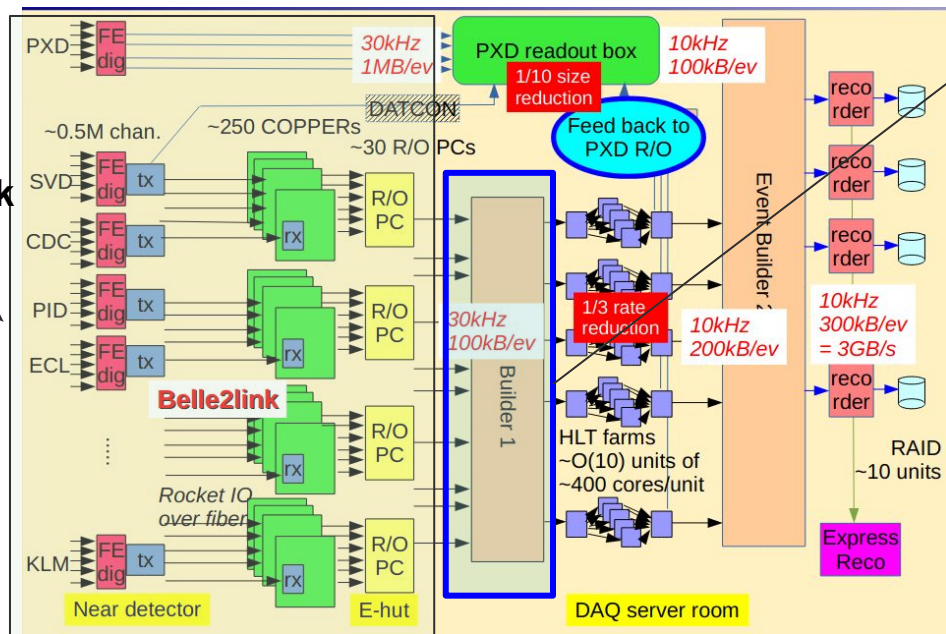 PXD
FE
dig
30kHz
1MB/ev
PXD readout box
1/10 size
reduction
10kHz
100kB/ev
DATCON
Feed back to
PXD R/O
~0.5M chan.
~250 COPPERs
~30 R/O PCs
SVD
FE
dig
tx
rx
R/O
PC
k
CDC
FE
dig
tx
PID
FE
dig
tx
rx
R/O
PC
ECL
FE
dig
tx
Belle2link
rx
R/O
PC
Rocket IO
over fiber
KLM
FE
dig
tx
rx
R/O
PC
Near detector
E-hut
30kHz
100kB/ev
Builder 1
1/3 rate
reduction
10kHz
200kB/ev
HLT farms
~O(10) units of
~400 cores/unit
DAQ server room
Event Builder 2
reco
rder
reco
rder
reco
rder
10kHz
300kB/ev
= 3GB/s
reco
rder
RAID
~10 units
Express
Reco